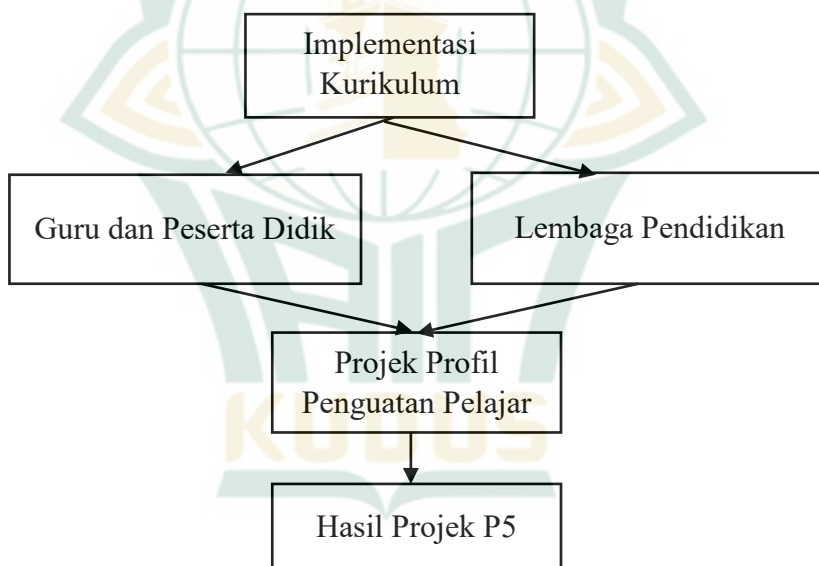 Implementasi
Kurikulum
Guru dan Peserta Didik
Lembaga Pendidikan
Projek Profil
Penguatan Pelajar
Hasil Projek P5
KUDUS